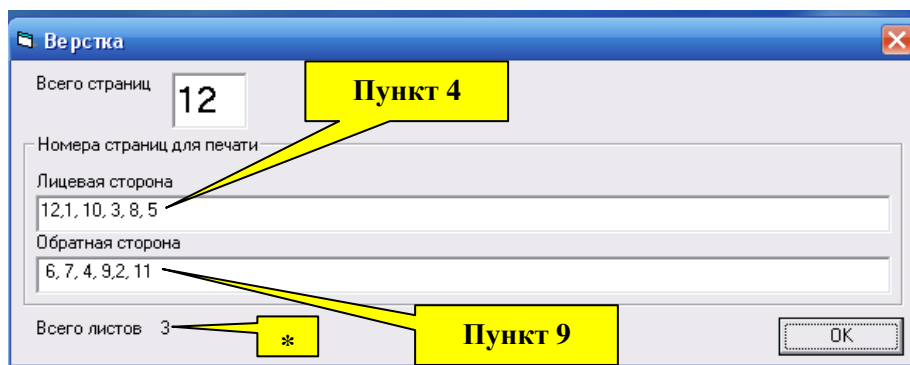 Верстка
Всего страниц 12
Пункт 4
Номера страниц для печати
Лицевая сторона
12,1, 10, 3, 8, 5
Обратная сторона
6, 7, 4, 9,2, 11
Всего листов 3
*
Пункт 9
OK